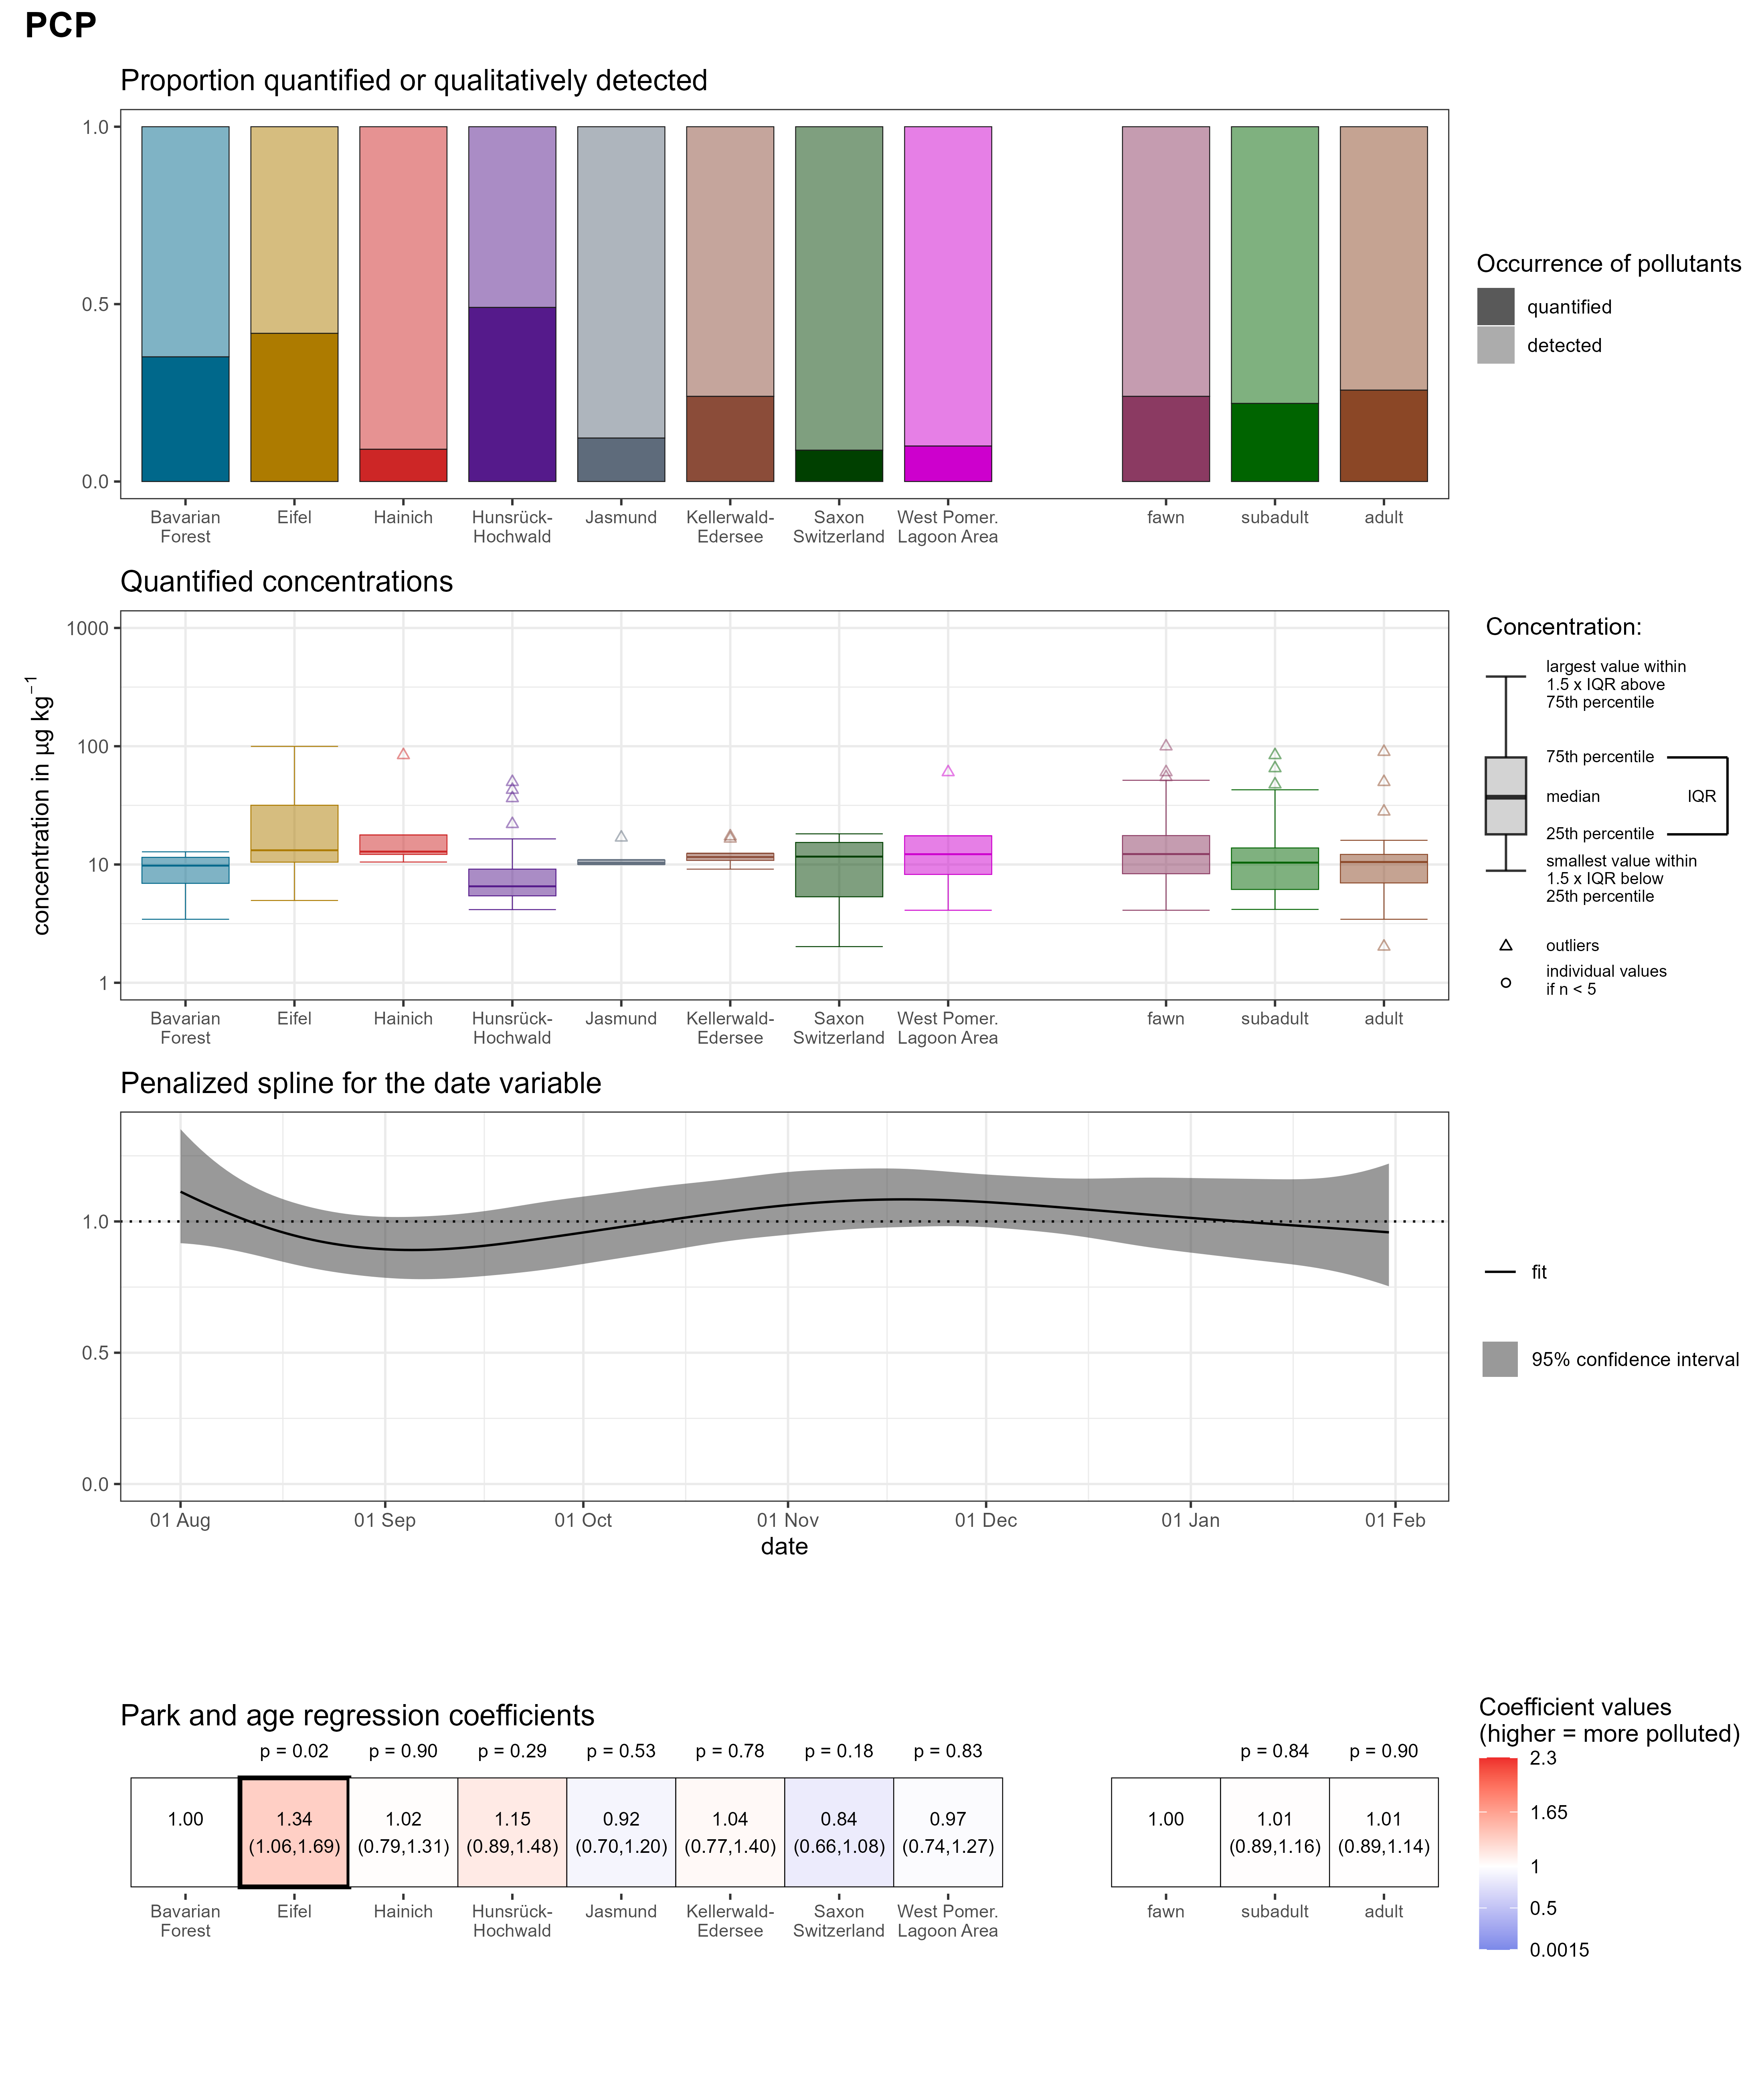 PCP
Proportion quantified or qualitatively detected
1.0
0.5
0.0
Bavarian
Forest
Eifel
Hainich
Hunsrück-
Hochwald
Jasmund
Kellerwald-
Edersee
Saxon
Switzerland
West Pomer.
Lagoon Area
fawn
subadult
adult
Occurrence of pollutants
quantified
detected
Quantified concentrations
concentration in µg kg⁻¹
1000
100
10
1
Bavarian
Forest
Eifel
Hainich
Hunsrück-
Hochwald
Jasmund
Kellerwald-
Edersee
Saxon
Switzerland
West Pomer.
Lagoon Area
fawn
subadult
adult
Concentration:
largest value within
1.5 x IQR above
75th percentile
75th percentile
median
IQR
25th percentile
smallest value within
1.5 x IQR below
25th percentile
outliers
individual values
if n < 5
Penalized spline for the date variable
1.0
0.5
0.0
01 Aug
01 Sep
01 Oct
01 Nov
01 Dec
01 Jan
01 Feb
date
fit
95% confidence interval
Park and age regression coefficients
p = 0.02
p = 0.90
p = 0.29
p = 0.53
p = 0.78
p = 0.18
p = 0.83
p = 0.84
p = 0.90
1.00
1.34
(1.06,1.69)
1.02
(0.79,1.31)
1.15
(0.89,1.48)
0.92
(0.70,1.20)
1.04
(0.77,1.40)
0.84
(0.66,1.08)
0.97
(0.74,1.27)
1.00
1.01
(0.89,1.16)
1.01
(0.89,1.14)
Bavarian
Forest
Eifel
Hainich
Hunsrück-
Hochwald
Jasmund
Kellerwald-
Edersee
Saxon
Switzerland
West Pomer.
Lagoon Area
fawn
subadult
adult
Coefficient values
(higher = more polluted)
2.3
1.65
1
0.5
0.0015